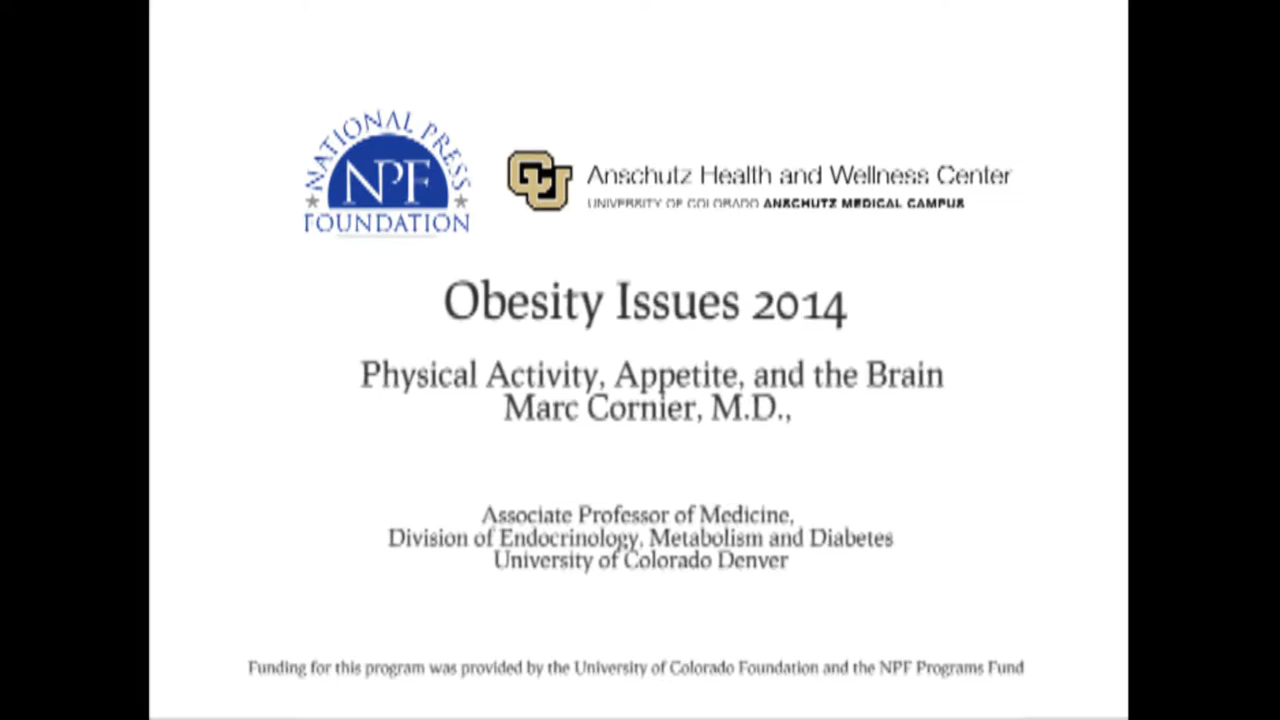 NATIONAL PRESS
NPF
FOUNDATION
CU
Anschutz Health and Wellness Center
UNIVERSITY OF COLORADO ANSCHUTZ MEDICAL CAMPUS
Obesity Issues 2014
Physical Activity, Appetite, and the Brain
Marc Cornier, M.D.,
Associate Professor of Medicine,
Division of Endocrinology, Metabolism and Diabetes
University of Colorado Denver
Funding for this program was provided by the University of Colorado Foundation and the NPF Programs Fund